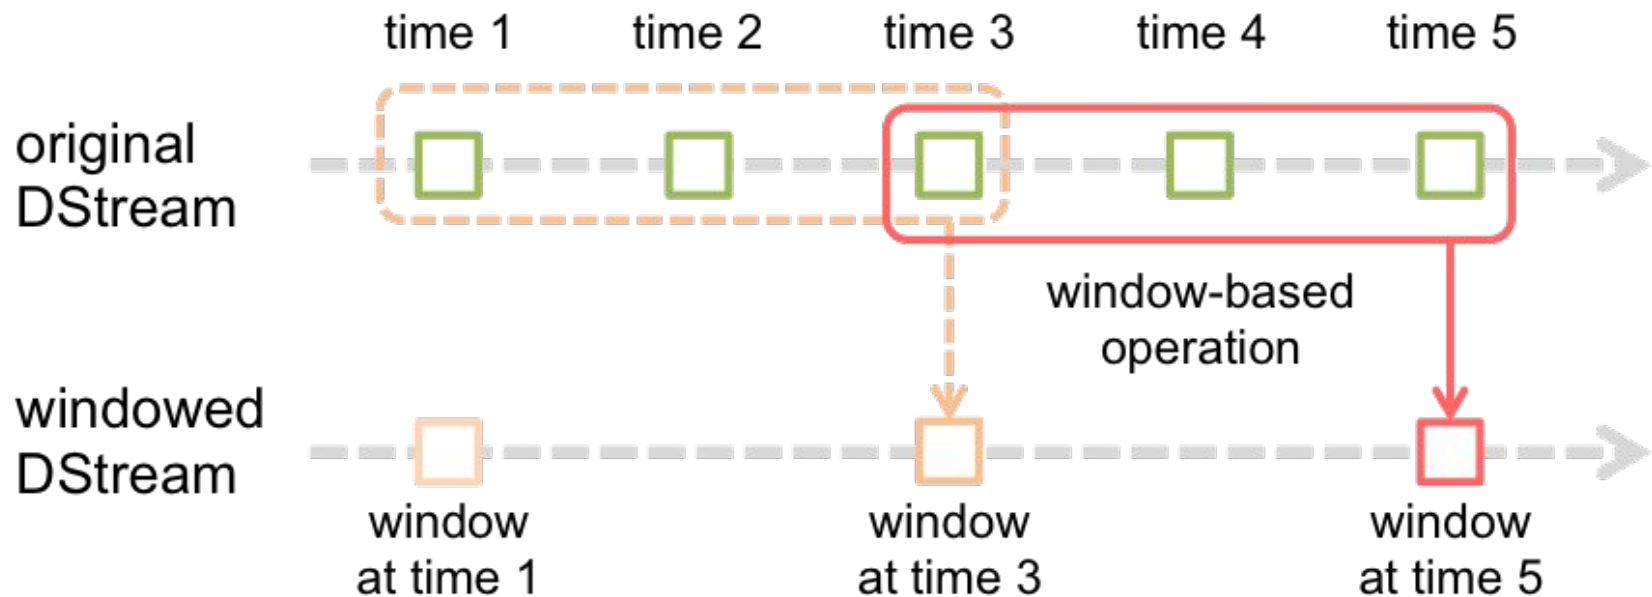 time 1
time 2
time 3
time 4
time 5
original
DStream
window-based
operation
windowed
DStream
window
at time 1
window
at time 3
window
at time 5